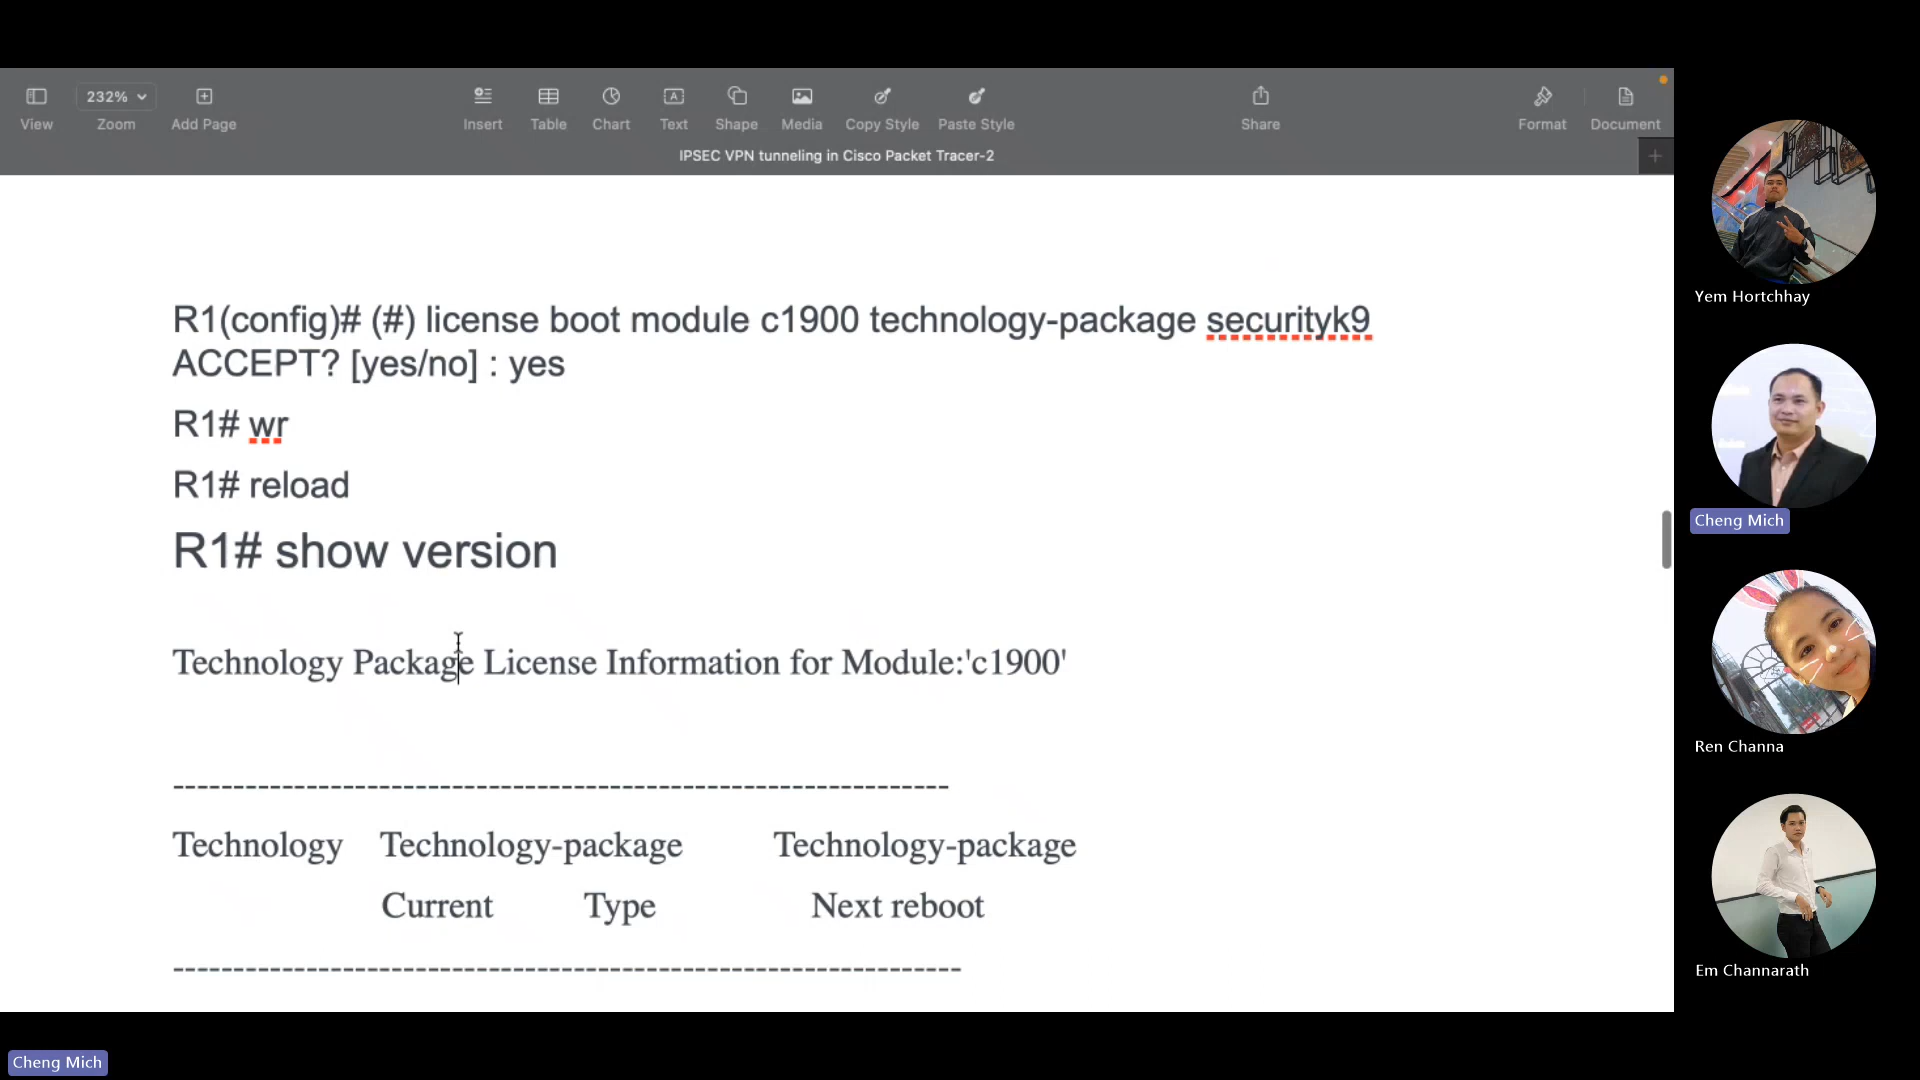 232%
View
Zoom
Add Page
Insert
Table
Chart
Text
Shape
Media
Copy Style
Paste Style
Share
Format
Document
IPSEC VPN tunneling in Cisco Packet Tracer-2
R1(config)# (#) license boot module c1900 technology-package securityk9
ACCEPT? [yes/no] : yes
R1# wr
R1# reload
R1# show version
Technology Package License Information for Module:'c1900'
----------------------------------------------------------------
Technology Technology-package Technology-package
Current Type Next reboot
-----------------------------------------------------------------
Yem Hortchhay
Cheng Mich
Ren Channa
Em Channarath
Cheng Mich